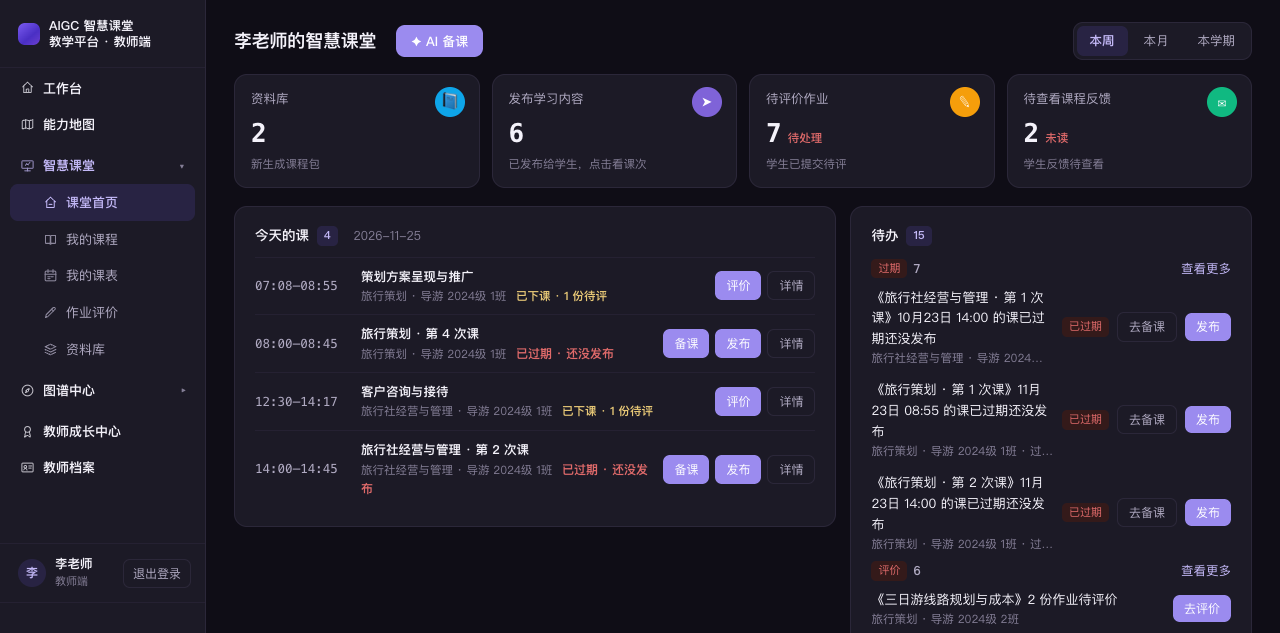 AIGC 智慧课堂
教学平台 · 教师端
工作台
能力地图
智慧课堂
课堂首页
我的课程
我的课表
作业评价
资料库
图谱中心
教师成长中心
教师档案
李
李老师
教师端
退出登录
李老师的智慧课堂
✦ AI 备课
本周
本月
本学期
资料库
2
新生成课程包
发布学习内容
6
已发布给学生，点击看课次
待评价作业
7 待处理
学生已提交待评
待查看课程反馈
2 未读
学生反馈待查看
今天的课 4 2026-11-25
07:08—08:55
策划方案呈现与推广
旅行策划 · 导游 2024级 1班 已下课 · 1 份待评
评价 详情
08:00—08:45
旅行策划 · 第 4 次课
旅行策划 · 导游 2024级 1班 已过期 · 还没发布
备课 发布 详情
12:30—14:17
客户咨询与接待
旅行社经营与管理 · 导游 2024级 1班 已下课 · 1 份待评
评价 详情
14:00—14:45
旅行社经营与管理 · 第 2 次课
旅行社经营与管理 · 导游 2024级 1班 已过期 · 还没发
布
备课 发布 详情
待办 15
过期 7 查看更多
《旅行社经营与管理 · 第 1 次
课》10月23日 14:00 的课已过
期还没发布
旅行社经营与管理 · 导游 2024…
已过期 去备课 发布
《旅行策划 · 第 1 次课》11月
23日 08:55 的课已过期还没发
布
旅行策划 · 导游 2024级 1班 · 过…
已过期 去备课 发布
《旅行策划 · 第 2 次课》11月
23日 14:00 的课已过期还没发
布
旅行策划 · 导游 2024级 1班 · 过…
已过期 去备课 发布
评价 6 查看更多
《三日游线路规划与成本》2 份作业待评价
旅行策划 · 导游 2024级 2班
去评价